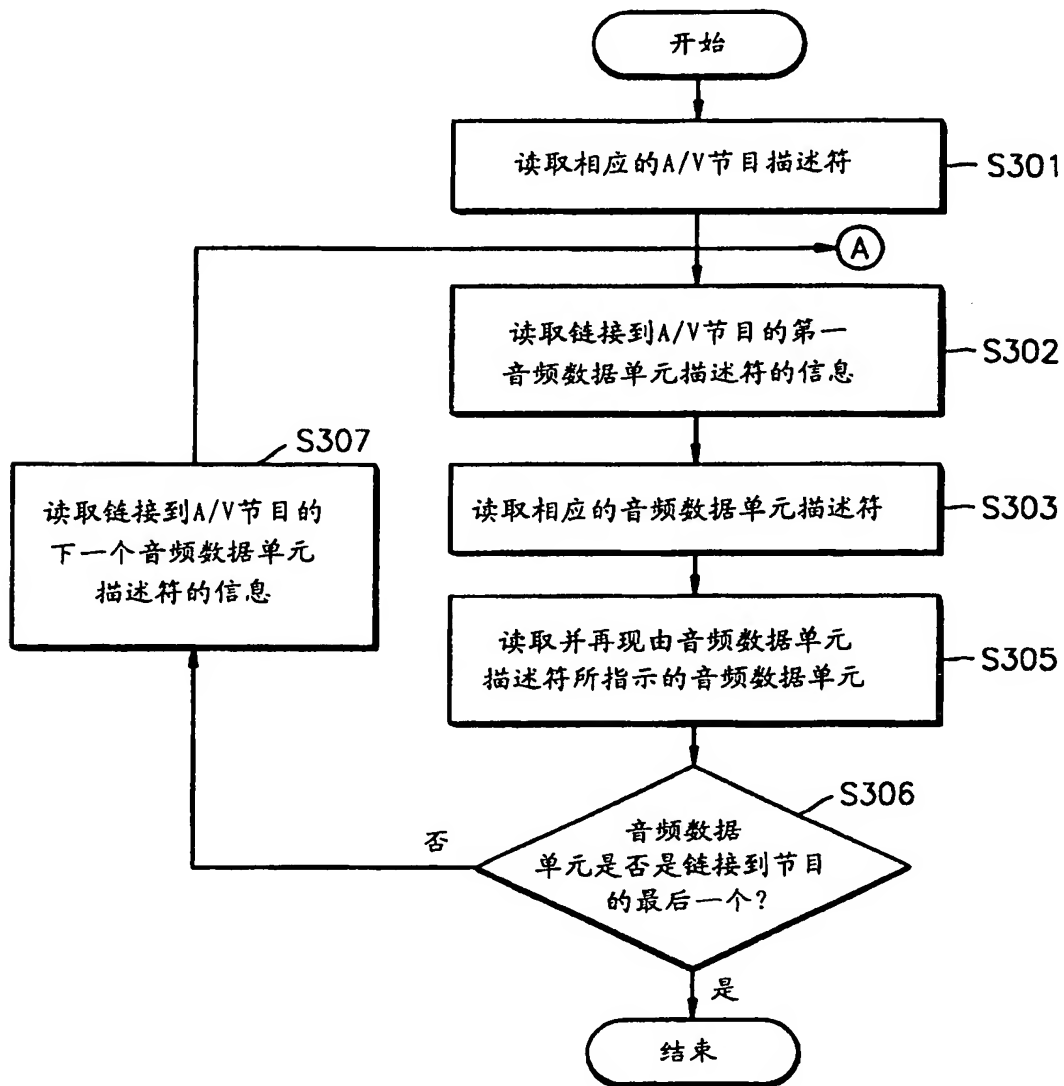 开始
读取相应的A/V节目描述符
S301
A
读取链接到A/V节目的第一
音频数据单元描述符的信息
S302
S307
读取链接到A/V节目的
下一个音频数据单元
描述符的信息
读取相应的音频数据单元描述符
S303
读取并再现由音频数据单元
描述符所指示的音频数据单元
S305
S306
否
音频数据
单元是否是链接到节目
的最后一个?
是
结束